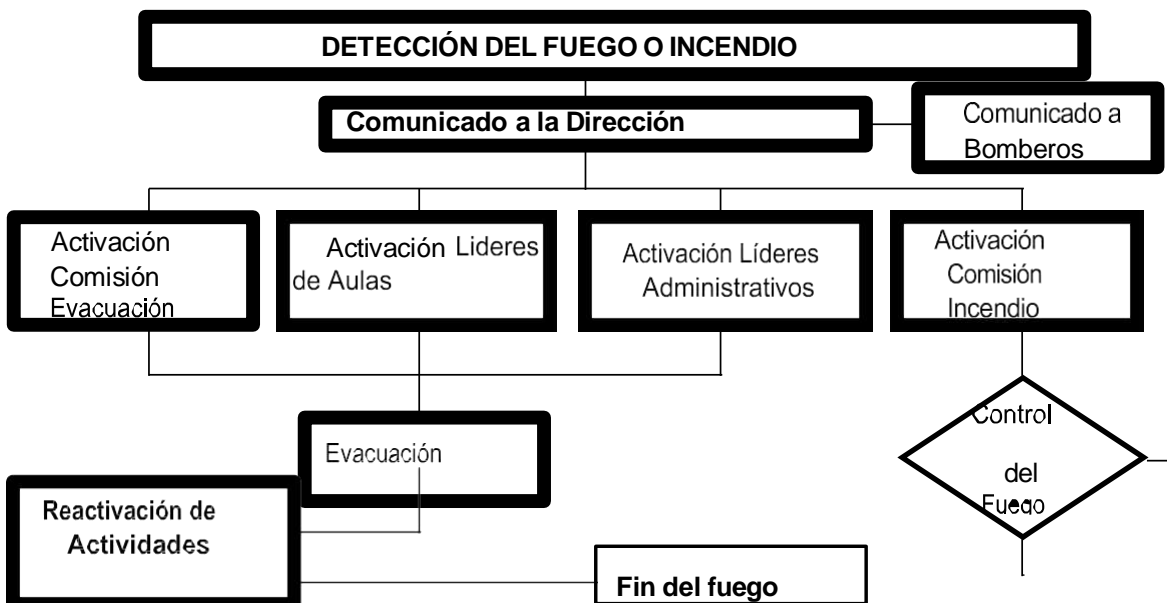 DETECCIÓN DEL FUEGO O INCENDIO
Comunicado a la Dirección
Comunicado a
Bomberos
Activación
Comisión
Evacuación
Activación Lideres
de Aulas
Activación Líderes
Administrativos
Activación
Comisión
Incendio
Control
del
Fuego
Evacuación
Reactivación de
Actividades
Fin del fuego